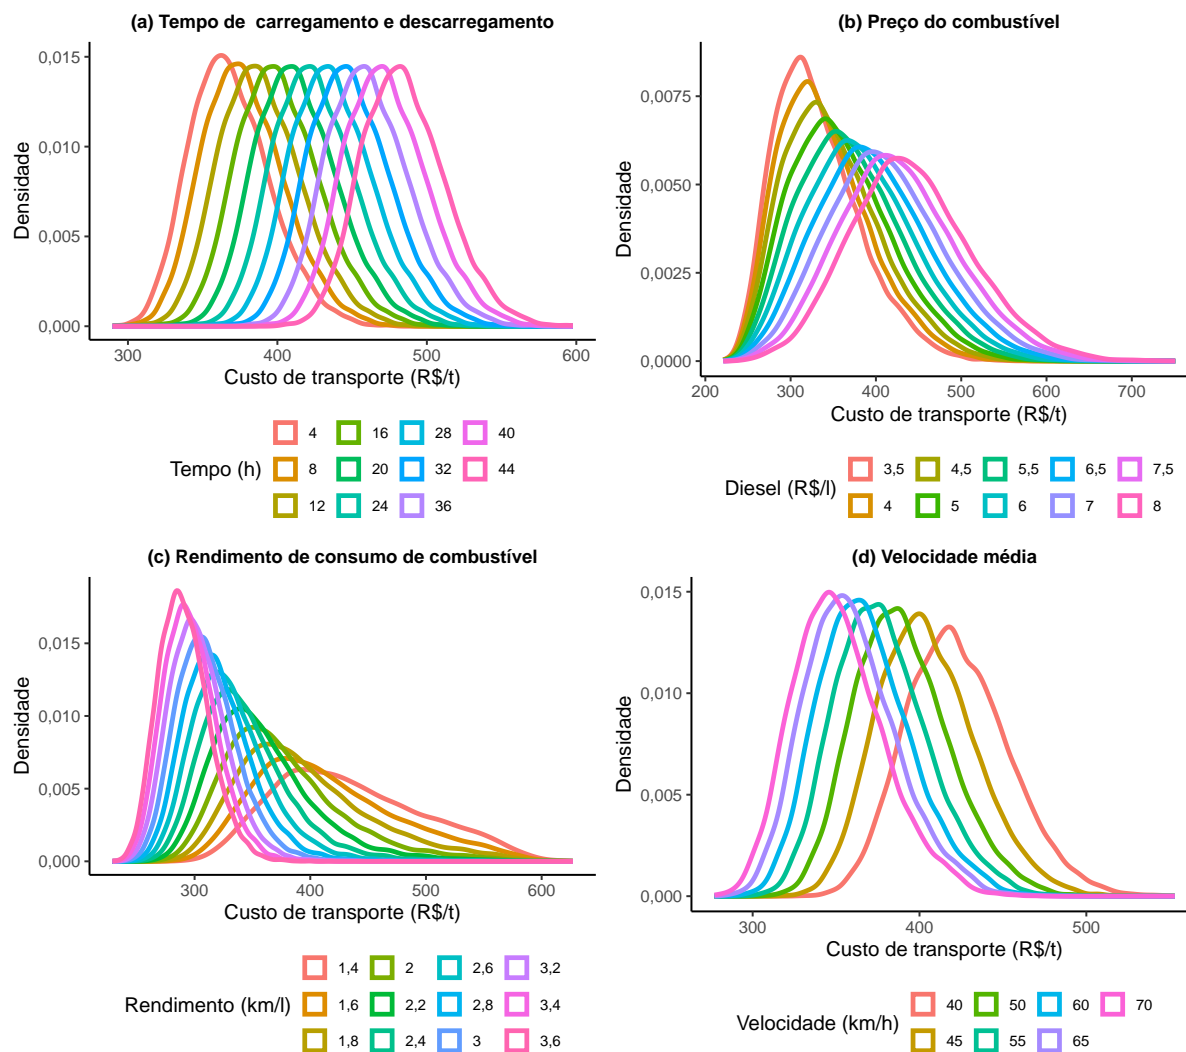 (a) Tempo de  carregamento e descarregamento
0,015
0,010
0,005
0,000
Densidade
300 400 500 600
Custo de transporte (R$/t)
Tempo (h)
4 16 28 40
8 20 32 44
12 24 36
(b) Preço do combustível
0,0075
0,0050
0,0025
0,0000
Densidade
200 300 400 500 600 700
Custo de transporte (R$/t)
Diesel (R$/l)
3,5 4,5 5,5 6,5 7,5
4 5 6 7 8
(c) Rendimento de consumo de combustível
0,015
0,010
0,005
0,000
Densidade
300 400 500 600
Custo de transporte (R$/t)
Rendimento (km/l)
1,4 2 2,6 3,2
1,6 2,2 2,8 3,4
1,8 2,4 3 3,6
(d) Velocidade média
0,015
0,010
0,005
0,000
Densidade
300 400 500
Custo de transporte (R$/t)
Velocidade (km/h)
40 50 60 70
45 55 65